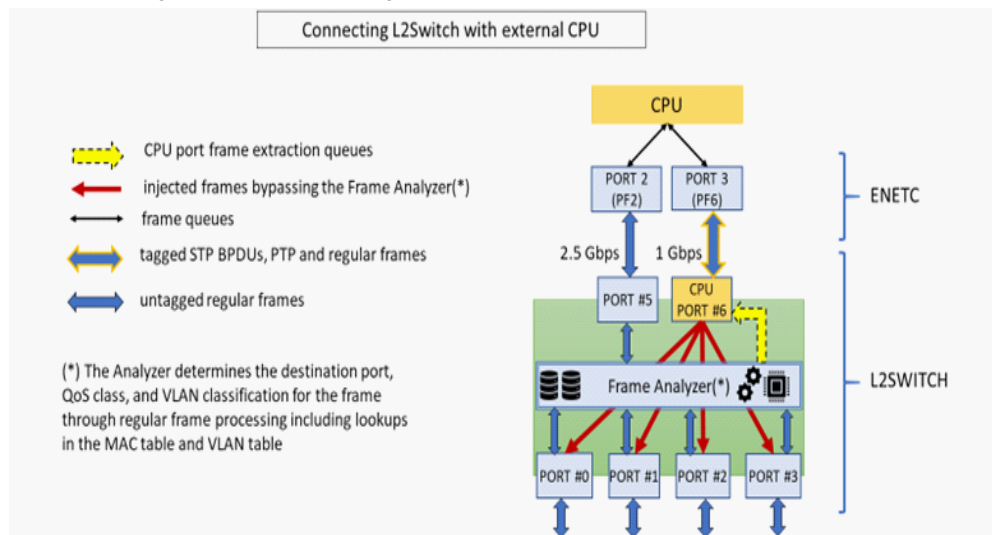 Connecting L2Switch with external CPU
CPU
CPU port frame extraction queues
injected frames bypassing the Frame Analyzer(*)
frame queues
tagged STP BPDUs, PTP and regular frames
untagged regular frames
(*) The Analyzer determines the destination port,
QoS class, and VLAN classification for the frame
through regular frame processing including lookups
in the MAC table and VLAN table
PORT 2
(PF2)
PORT 3
(PF6)
ENETC
2.5 Gbps
1 Gbps
PORT #5
CPU
PORT #6
Frame Analyzer(*)
L2SWITCH
PORT #0
PORT #1
PORT #2
PORT #3